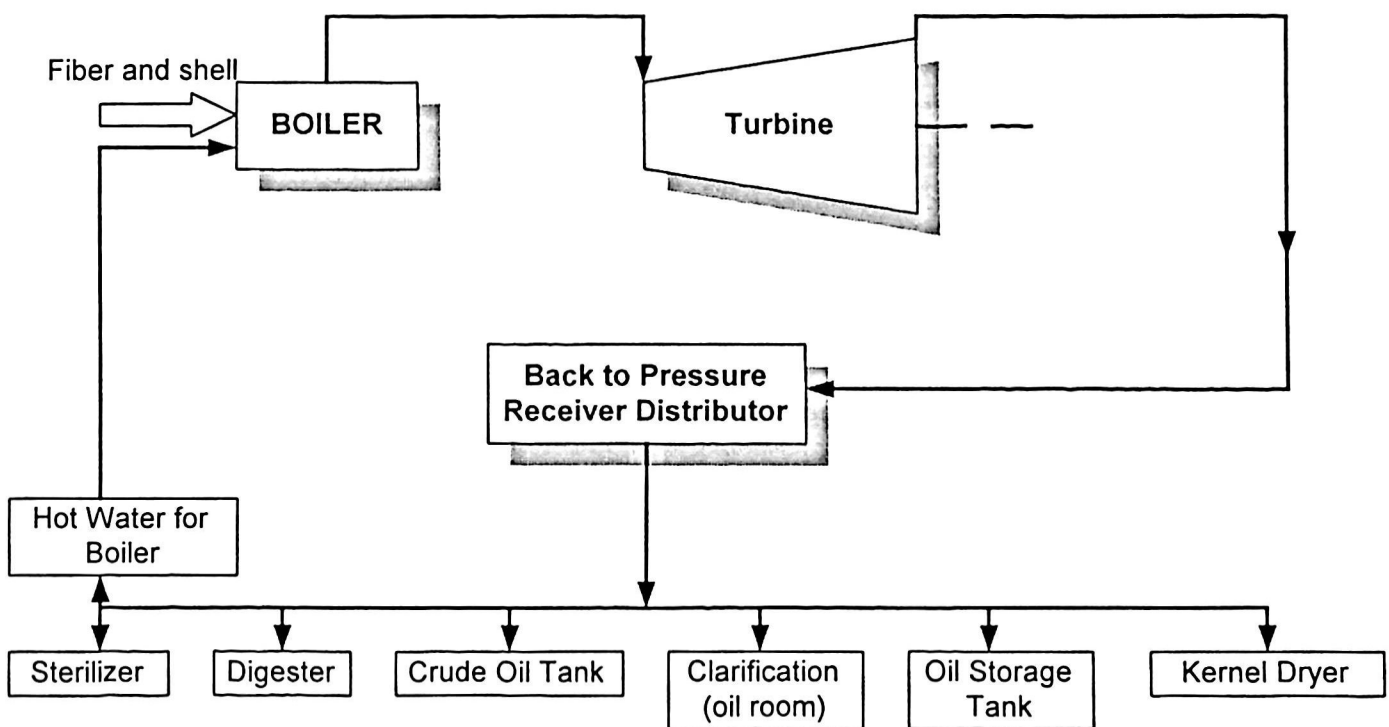 Fiber and shell
BOILER
Turbine
Back to Pressure
Receiver Distributor
Hot Water for
Boiler
Sterilizer
Digester
Crude Oil Tank
Clarification
(oil room)
Oil Storage
Tank
Kernel Dryer